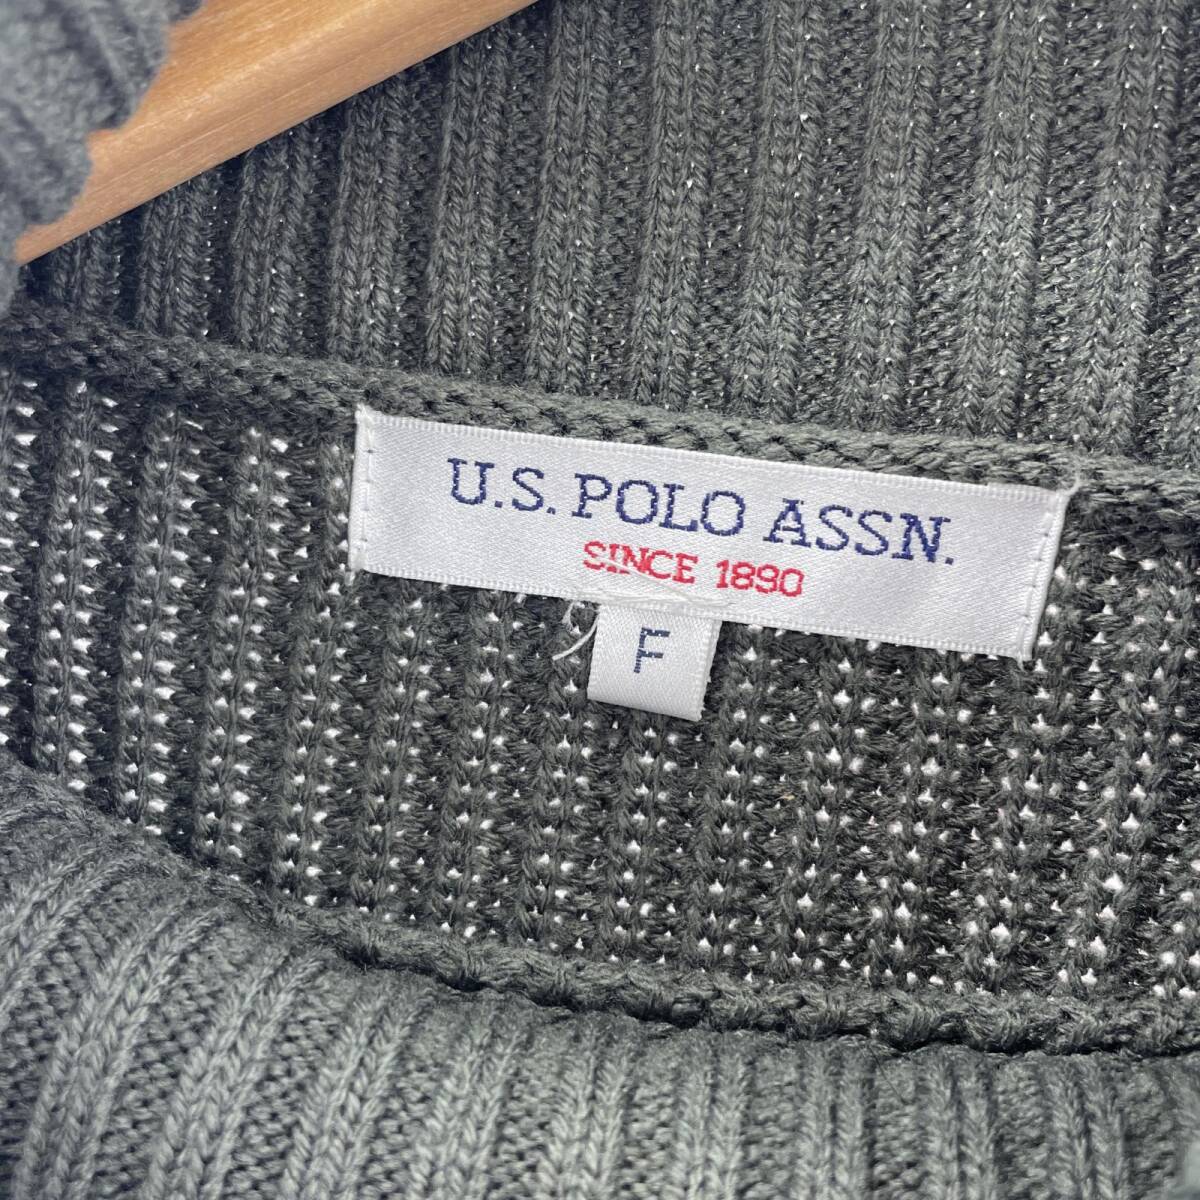 U.S. POLO ASSN.
SINCE 1890
F